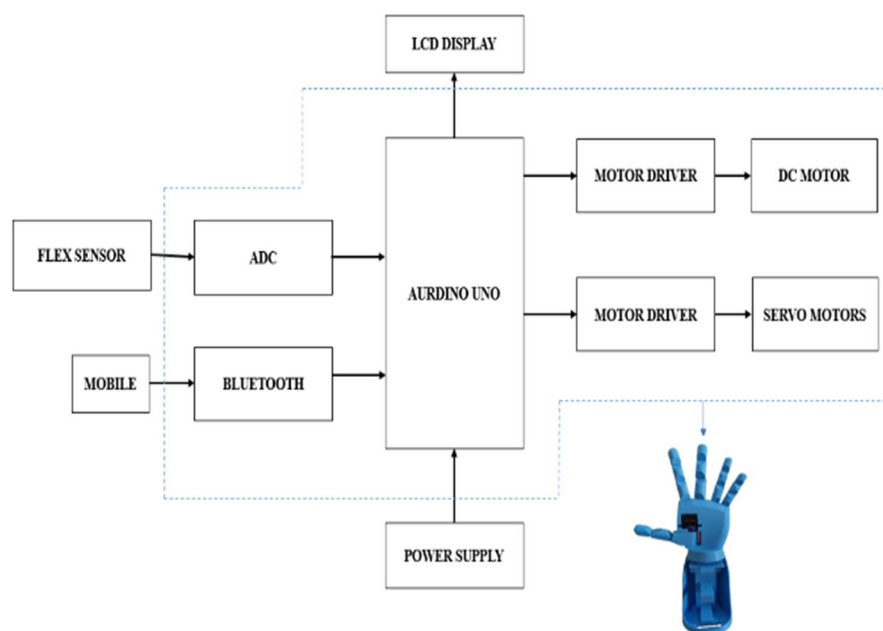 LCD DISPLAY
MOTOR DRIVER
DC MOTOR
FLEX SENSOR
ADC
AURDINO UNO
MOTOR DRIVER
SERVO MOTORS
MOBILE
BLUETOOTH
POWER SUPPLY